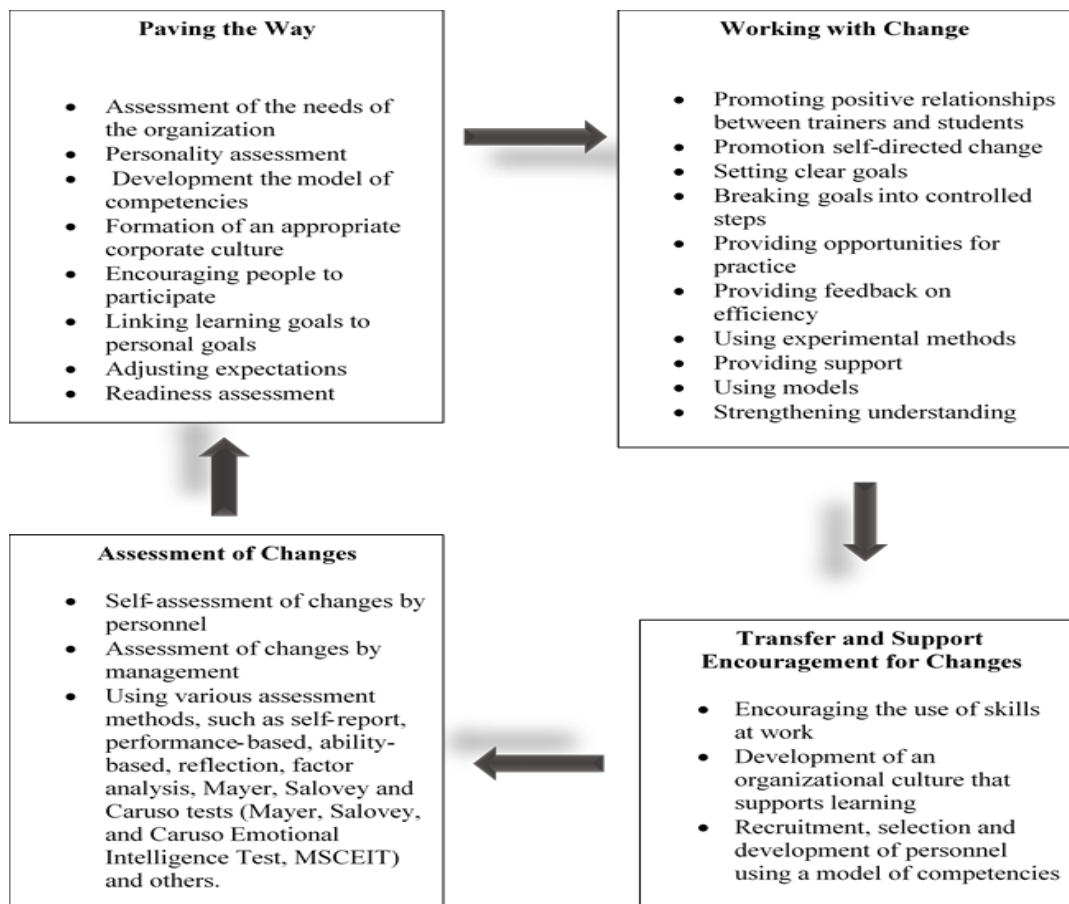 Paving the Way
• Assessment of the needs of
the organization
• Personality assessment
• Development the model of
competencies
• Formation of an appropriate
corporate culture
• Encouraging people to
participate
• Linking learning goals to
personal goals
• Adjusting expectations
• Readiness assessment
Working with Change
• Promoting positive relationships
between trainers and students
• Promotion self-directed change
• Setting clear goals
• Breaking goals into controlled
steps
• Providing opportunities for
practice
• Providing feedback on
efficiency
• Using experimental methods
• Providing support
• Using models
• Strengthening understanding
Transfer and Support
Encouragement for Changes
• Encouraging the use of skills
at work
• Development of an
organizational culture that
supports learning
• Recruitment, selection and
development of personnel
using a model of competencies
Assessment of Changes
• Self-assessment of changes by
personnel
• Assessment of changes by
management
• Using various assessment
methods, such as self-report,
performance-based, ability-
based, reflection, factor
analysis, Mayer, Salovey and
Caruso tests (Mayer, Salovey,
and Caruso Emotional
Intelligence Test, MSCEIT)
and others.